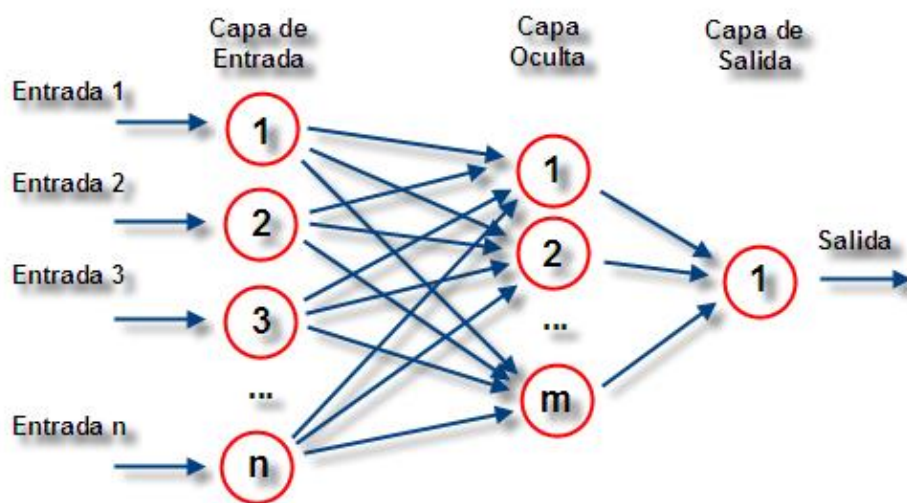 Capa de
Entrada
Capa
Oculta
Capa de
Salida
Entrada 1
1
Entrada 2
2
Entrada 3
3
...
Entrada n
n
1
2
...
m
1
Salida